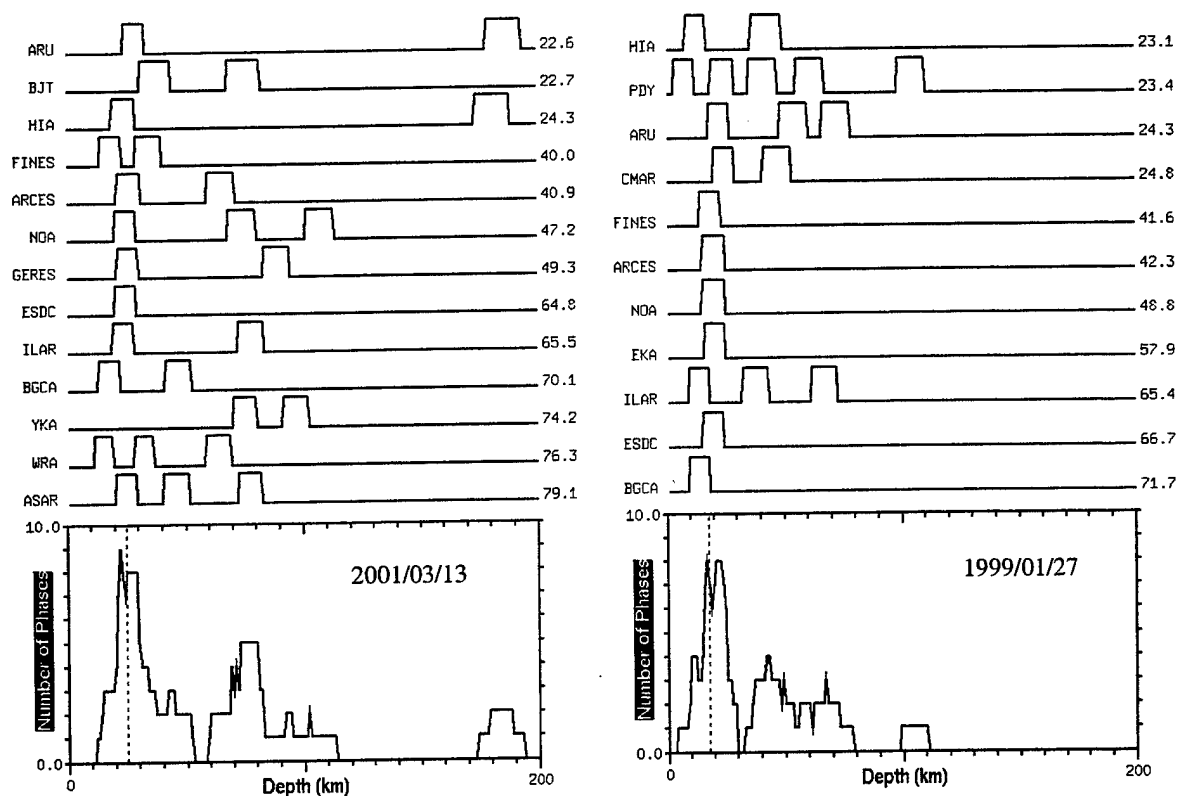 ARU 22.6
BJT 22.7
HIA 24.3
FINES 40.0
ARCES 40.9
NOA 47.2
GERES 49.3
ESDC 64.8
ILAR 65.5
BGCA 70.1
YKA 74.2
WRA 76.3
ASAR 79.1
10.0
2001/03/13
Number of Phases
0.0
0 Depth (km) 200
HIA 23.1
PDY 23.4
ARU 24.3
CMAR 24.8
FINES 41.6
ARCES 42.3
NOA 48.8
EKA 57.9
ILAR 65.4
ESDC 66.7
BGCA 71.7
10.0
1999/01/27
Number of Phases
0.0
0 Depth (km) 200